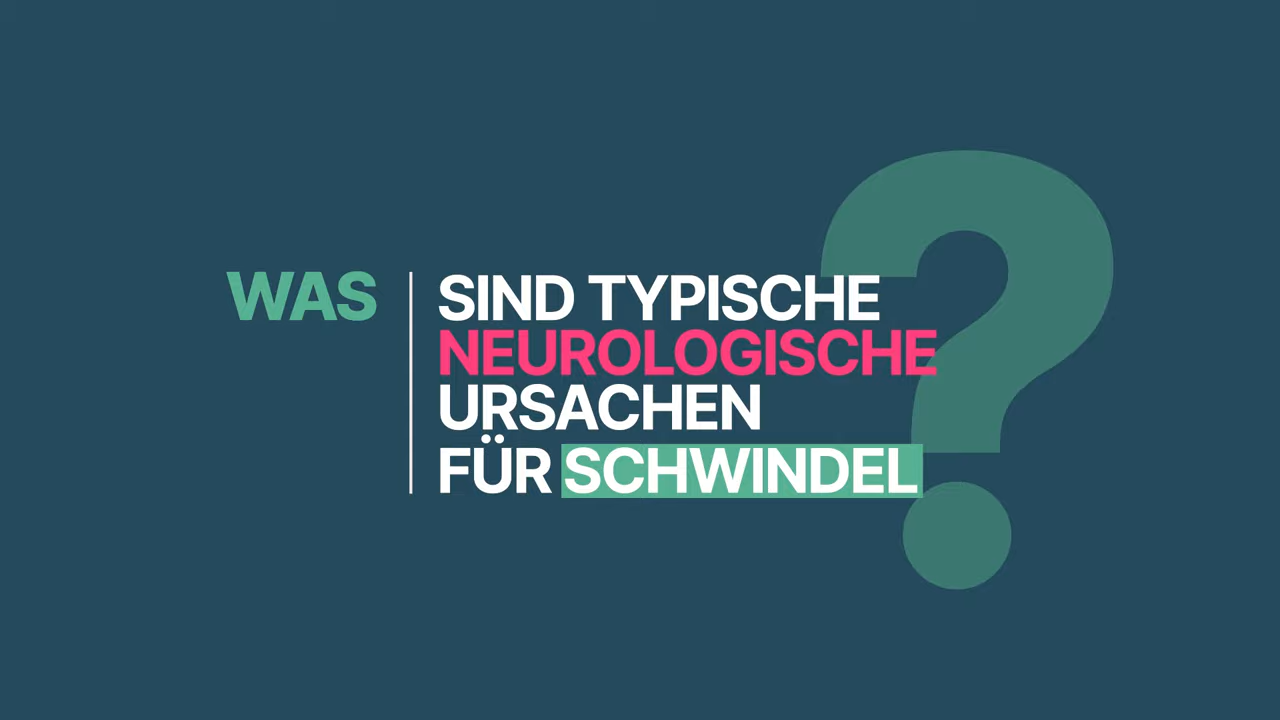 WAS
SIND TYPISCHE
NEUROLOGISCHE
URSACHEN
FÜR SCHWINDEL
?